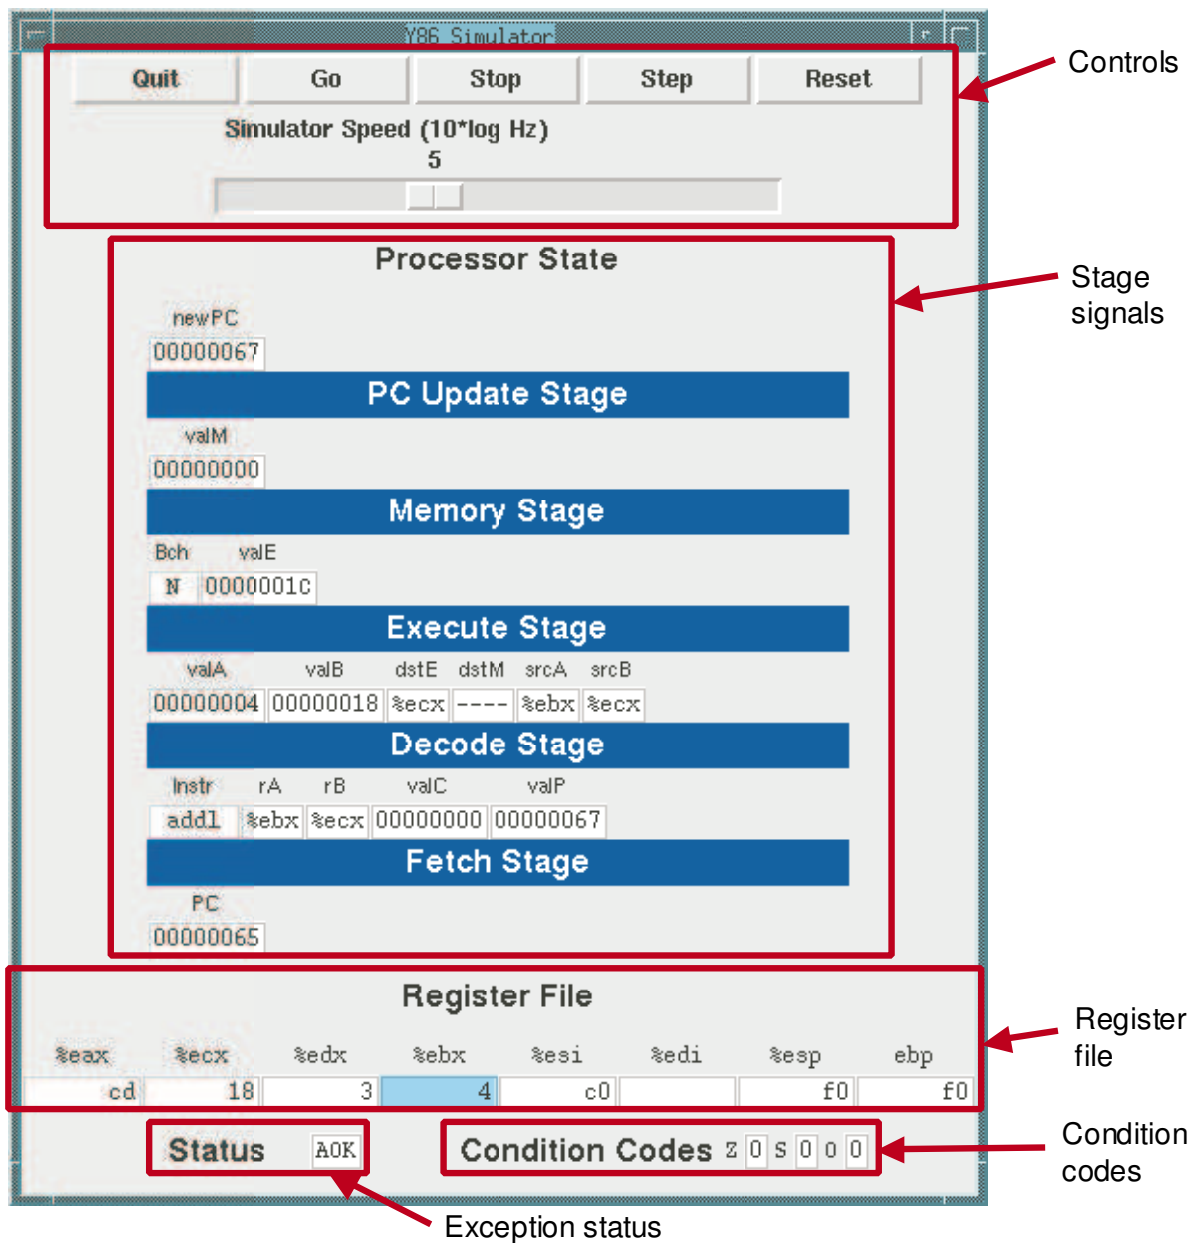 Y86 Simulator
Quit Go Stop Step Reset
Controls
Simulator Speed (10*log Hz)
5
Processor State
Stage
signals
newPC
00000067
PC Update Stage
valM
00000000
Memory Stage
Bch valE
N 0000001c
Execute Stage
valA valB dstE dstM srcA srcB
00000004 00000018 %ecx ---- %ebx %ecx
Decode Stage
Instr rA rB valC valP
addl %ebx %ecx 00000000 00000067
Fetch Stage
PC
00000065
Register File
Register
file
%eax %ecx %edx %ebx %esi %edi %esp ebp
cd 18 3 4 c0 f0 f0
Status AOK Condition Codes Z 0 S 0 O 0
Condition
codes
Exception status